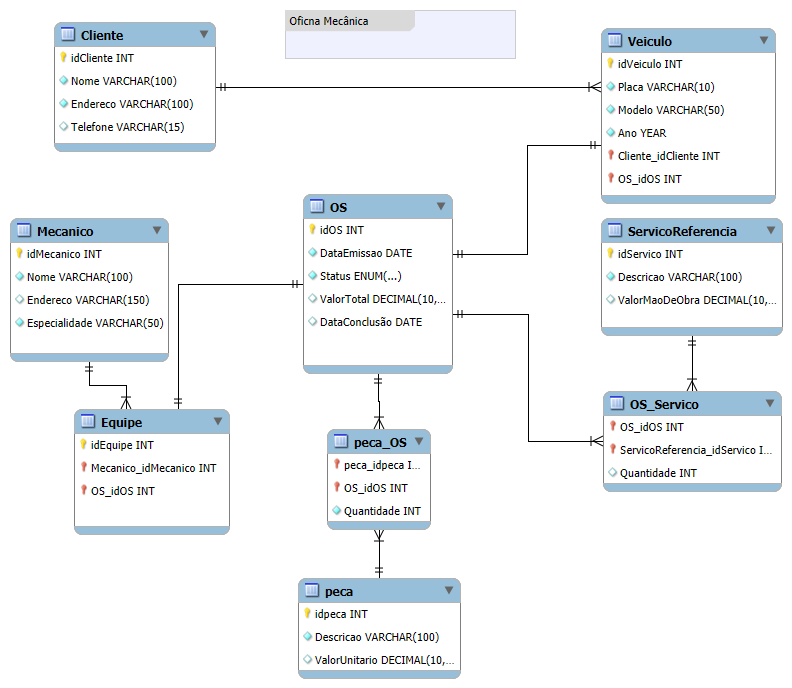 Oficna Mecânica
Cliente
idCliente INT
Nome VARCHAR(100)
Endereco VARCHAR(100)
Telefone VARCHAR(15)
Veiculo
idVeiculo INT
Placa VARCHAR(10)
Modelo VARCHAR(50)
Ano YEAR
Cliente_idCliente INT
OS_idOS INT
Mecanico
idMecanico INT
Nome VARCHAR(100)
Endereco VARCHAR(150)
Especialidade VARCHAR(50)
OS
idOS INT
DataEmissao DATE
Status ENUM(...)
ValorTotal DECIMAL(10,...
DataConclusão DATE
ServicoReferencia
idServico INT
Descricao VARCHAR(100)
ValorMaoDeObra DECIMAL(10,...
Equipe
idEquipe INT
Mecanico_idMecanico INT
OS_idOS INT
peca_OS
peca_idpeca I...
OS_idOS INT
Quantidade INT
OS_Servico
OS_idOS INT
ServicoReferencia_idServico I...
Quantidade INT
peca
idpeca INT
Descricao VARCHAR(100)
ValorUnitario DECIMAL(10,...